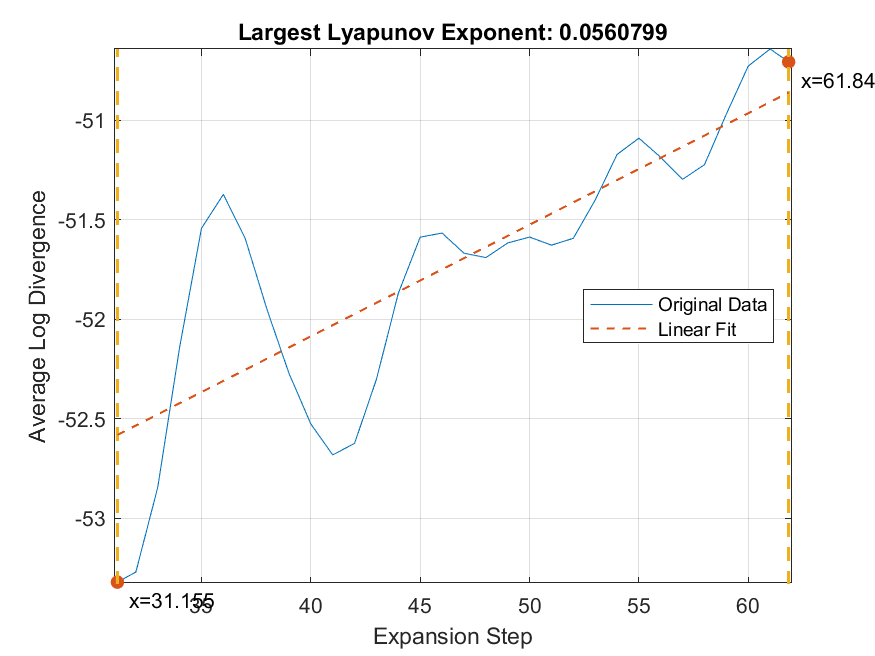 Largest Lyapunov Exponent: 0.0560799
x=61.84
-51
-51.5
-52
-52.5
-53
Average Log Divergence
Original Data
Linear Fit
x=31.155
35
40
45
50
55
60
Expansion Step